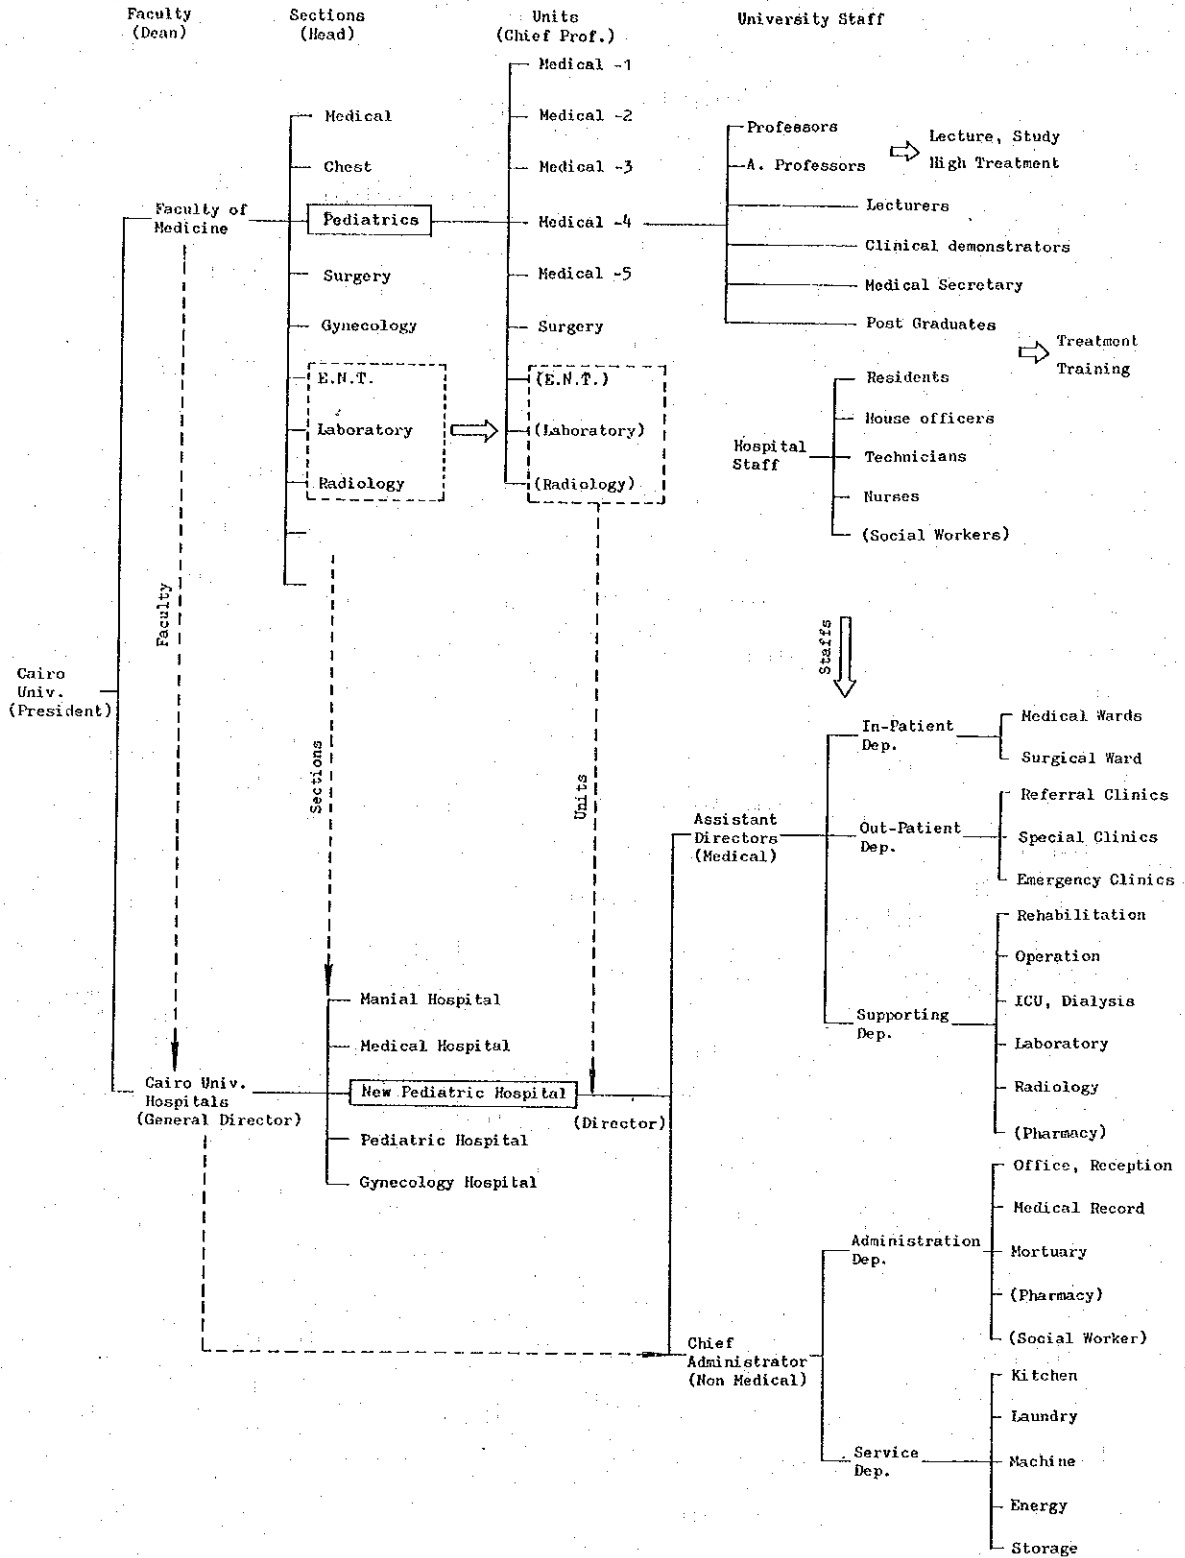 Faculty
(Dean)
Sections
(Head)
Units
(Chief Prof.)
University Staff
Faculty of
Medicine
Medical
Chest
Pediatrics
Surgery
Gynecology
E.N.T.
Laboratory
Radiology
Medical -1
Medical -2
Medical -3
Medical -4
Medical -5
Surgery
(E.N.T.)
(Laboratory)
(Radiology)
Professors
A. Professors
Lecture, Study
High Treatment
Lecturers
Clinical demonstrators
Medical Secretary
Post Graduates
Treatment
Training
Hospital
Staff
Residents
House officers
Technicians
Nurses
(Social Workers)
Faculty
Sections
Units
Staffs
Cairo
Univ.
(President)
Cairo Univ.
Hospitals
(General Director)
Manial Hospital
Medical Hospital
New Pediatric Hospital
(Director)
Pediatric Hospital
Gynecology Hospital
Assistant
Directors
(Medical)
In-Patient
Dep.
Medical Wards
Surgical Ward
Out-Patient
Dep.
Referral Clinics
Special Clinics
Emergency Clinics
Supporting
Dep.
Rehabilitation
Operation
ICU, Dialysis
Laboratory
Radiology
(Pharmacy)
Chief
Administrator
(Non Medical)
Administration
Dep.
Office, Reception
Medical Record
Mortuary
(Pharmacy)
(Social Worker)
Service
Dep.
Kitchen
Laundry
Machine
Energy
Storage